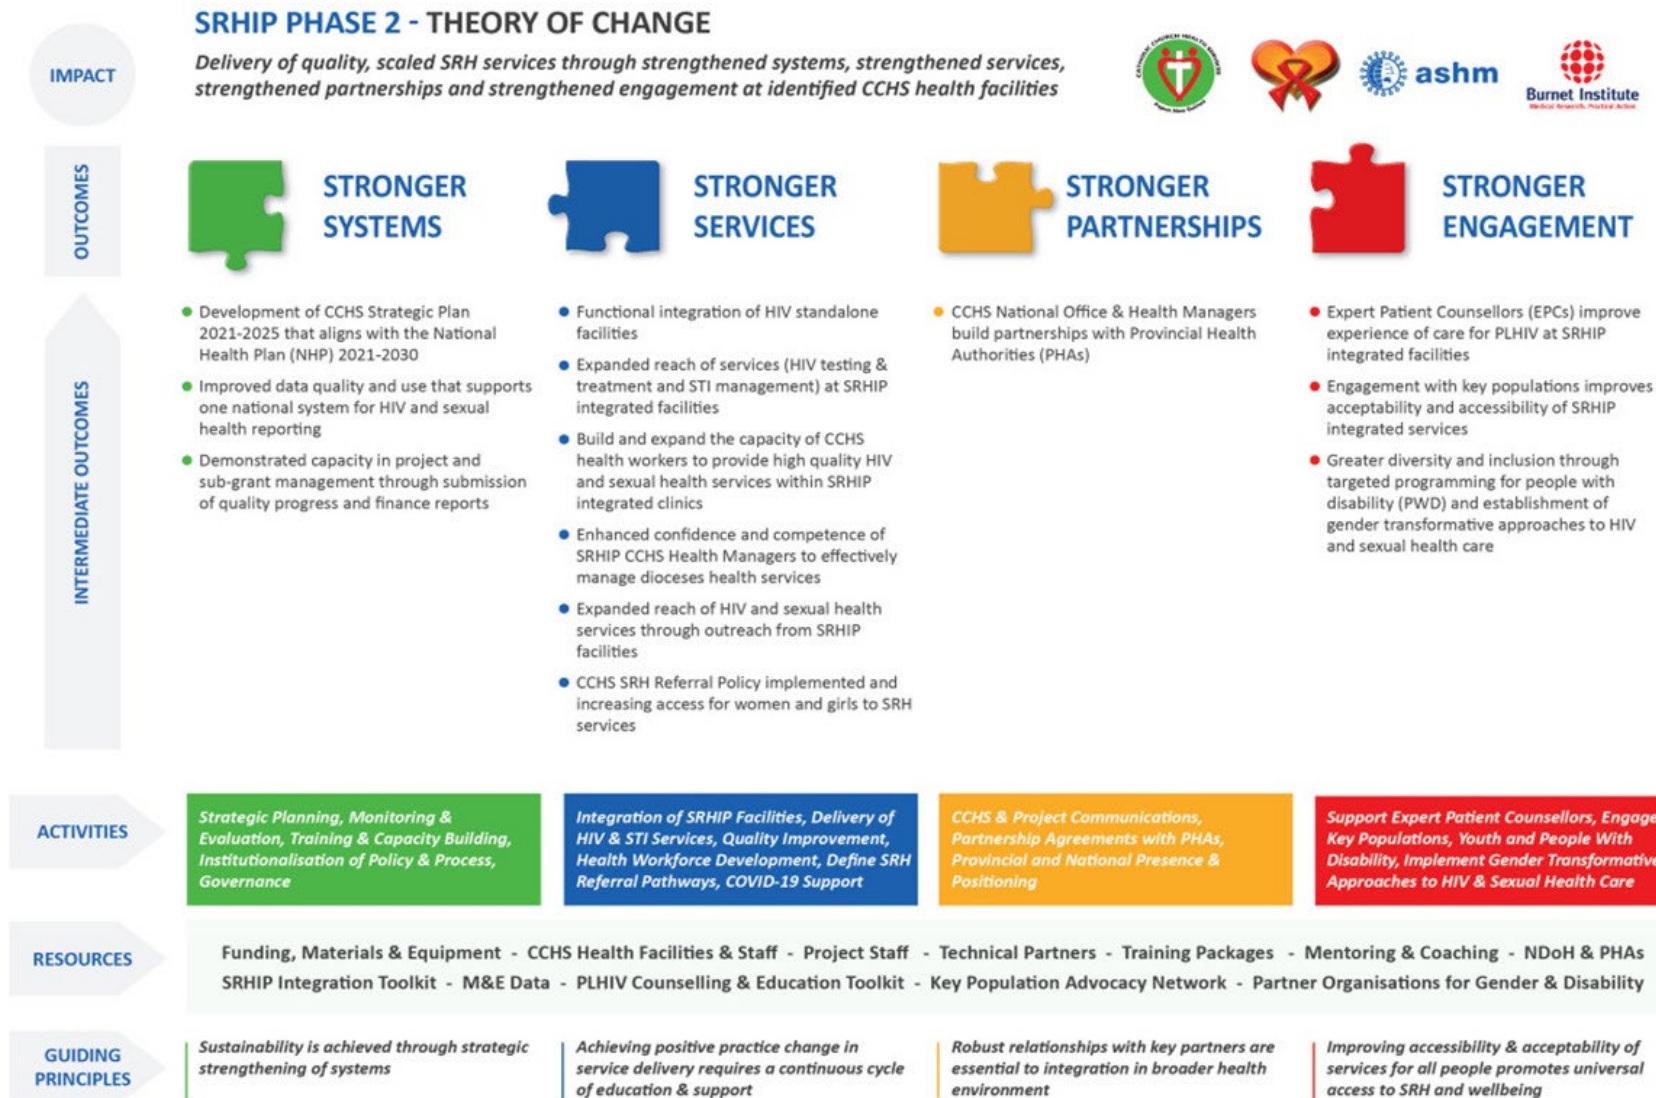 SRHIP PHASE 2 - THEORY OF CHANGE
IMPACT
Delivery of quality, scaled SRH services through strengthened systems, strengthened services,
strengthened partnerships and strengthened engagement at identified CCHS health facilities
CATHOLIC CHURCH HEALTH SERVICES
Papua New Guinea
ashm
Burnet Institute
Medical Research. Practical Action.
OUTCOMES
STRONGER
SYSTEMS
STRONGER
SERVICES
STRONGER
PARTNERSHIPS
STRONGER
ENGAGEMENT
INTERMEDIATE OUTCOMES
Development of CCHS Strategic Plan
2021-2025 that aligns with the National
Health Plan (NHP) 2021-2030
Improved data quality and use that supports
one national system for HIV and sexual
health reporting
Demonstrated capacity in project and
sub-grant management through submission
of quality progress and finance reports
Functional integration of HIV standalone
facilities
Expanded reach of services (HIV testing &
treatment and STI management) at SRHIP
integrated facilities
Build and expand the capacity of CCHS
health workers to provide high quality HIV
and sexual health services within SRHIP
integrated clinics
Enhanced confidence and competence of
SRHIP CCHS Health Managers to effectively
manage dioceses health services
Expanded reach of HIV and sexual health
services through outreach from SRHIP
facilities
CCHS SRH Referral Policy implemented and
increasing access for women and girls to SRH
services
CCHS National Office & Health Managers
build partnerships with Provincial Health
Authorities (PHAs)
Expert Patient Counsellors (EPCs) improve
experience of care for PLHIV at SRHIP
integrated facilities
Engagement with key populations improves
acceptability and accessibility of SRHIP
integrated services
Greater diversity and inclusion through
targeted programming for people with
disability (PWD) and establishment of
gender transformative approaches to HIV
and sexual health care
ACTIVITIES
Strategic Planning, Monitoring &
Evaluation, Training & Capacity Building,
Institutionalisation of Policy & Process,
Governance
Integration of SRHIP Facilities, Delivery of
HIV & STI Services, Quality Improvement,
Health Workforce Development, Define SRH
Referral Pathways, COVID-19 Support
CCHS & Project Communications,
Partnership Agreements with PHAs,
Provincial and National Presence &
Positioning
Support Expert Patient Counsellors, Engage
Key Populations, Youth and People With
Disability, Implement Gender Transformative
Approaches to HIV & Sexual Health Care
RESOURCES
Funding, Materials & Equipment - CCHS Health Facilities & Staff - Project Staff - Technical Partners - Training Packages - Mentoring & Coaching - NDoH & PHAs
SRHIP Integration Toolkit - M&E Data - PLHIV Counselling & Education Toolkit - Key Population Advocacy Network - Partner Organisations for Gender & Disability
GUIDING
PRINCIPLES
Sustainability is achieved through strategic
strengthening of systems
Achieving positive practice change in
service delivery requires a continuous cycle
of education & support
Robust relationships with key partners are
essential to integration in broader health
environment
Improving accessibility & acceptability of
services for all people promotes universal
access to SRH and wellbeing